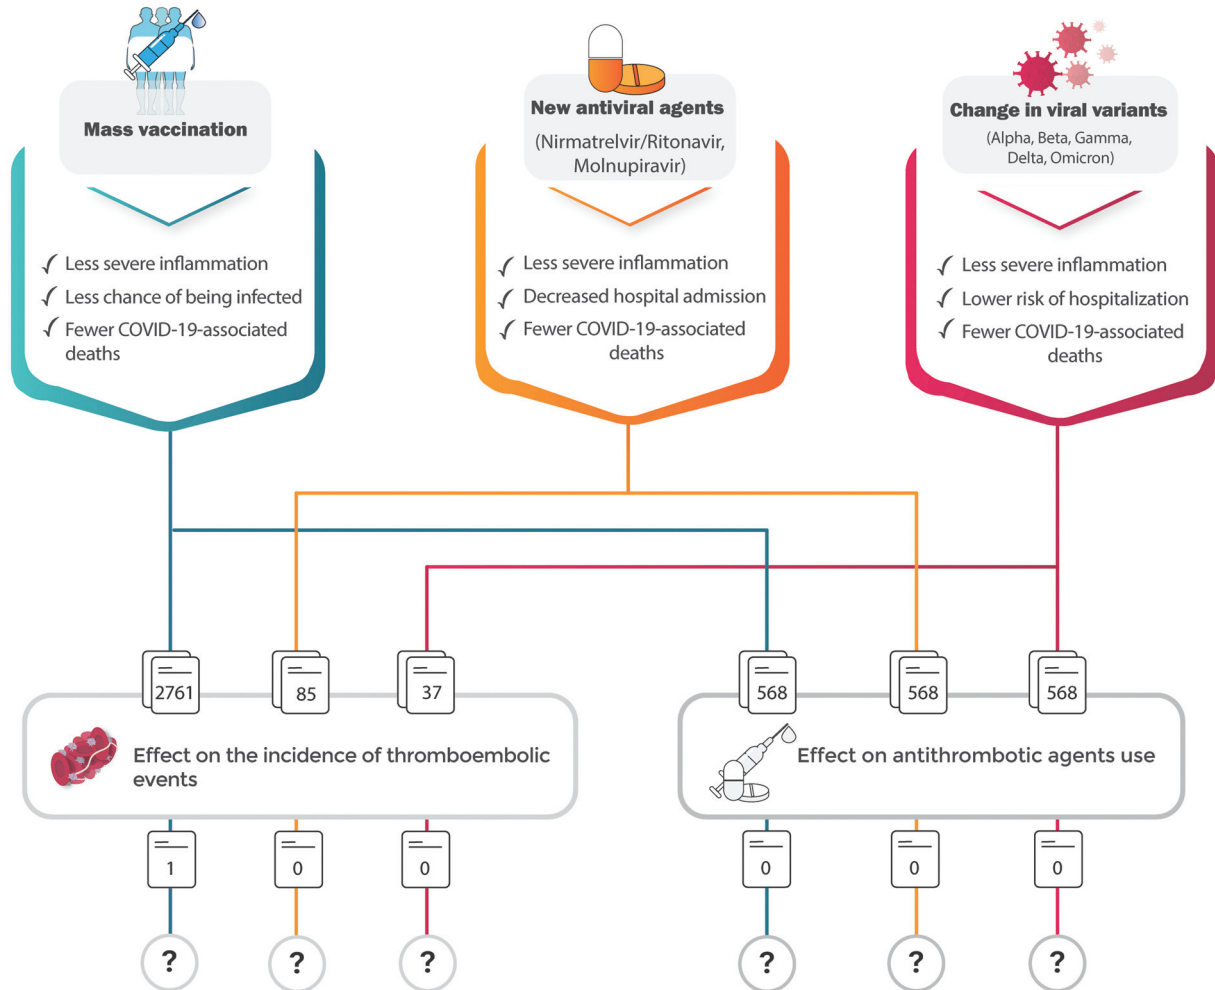 Mass vaccination
Less severe inflammation
Less chance of being infected
Fewer COVID-19-associated
deaths
New antiviral agents
(Nirmatrelvir/Ritonavir,
Molnupiravir)
Less severe inflammation
Decreased hospital admission
Fewer COVID-19-associated
deaths
Change in viral variants
(Alpha, Beta, Gamma,
Delta, Omicron)
Less severe inflammation
Lower risk of hospitalization
Fewer COVID-19-associated
deaths
2761
85
37
Effect on the incidence of thromboembolic
events
1
0
0
?
?
?
568
568
568
Effect on antithrombotic agents use
0
0
0
?
?
?